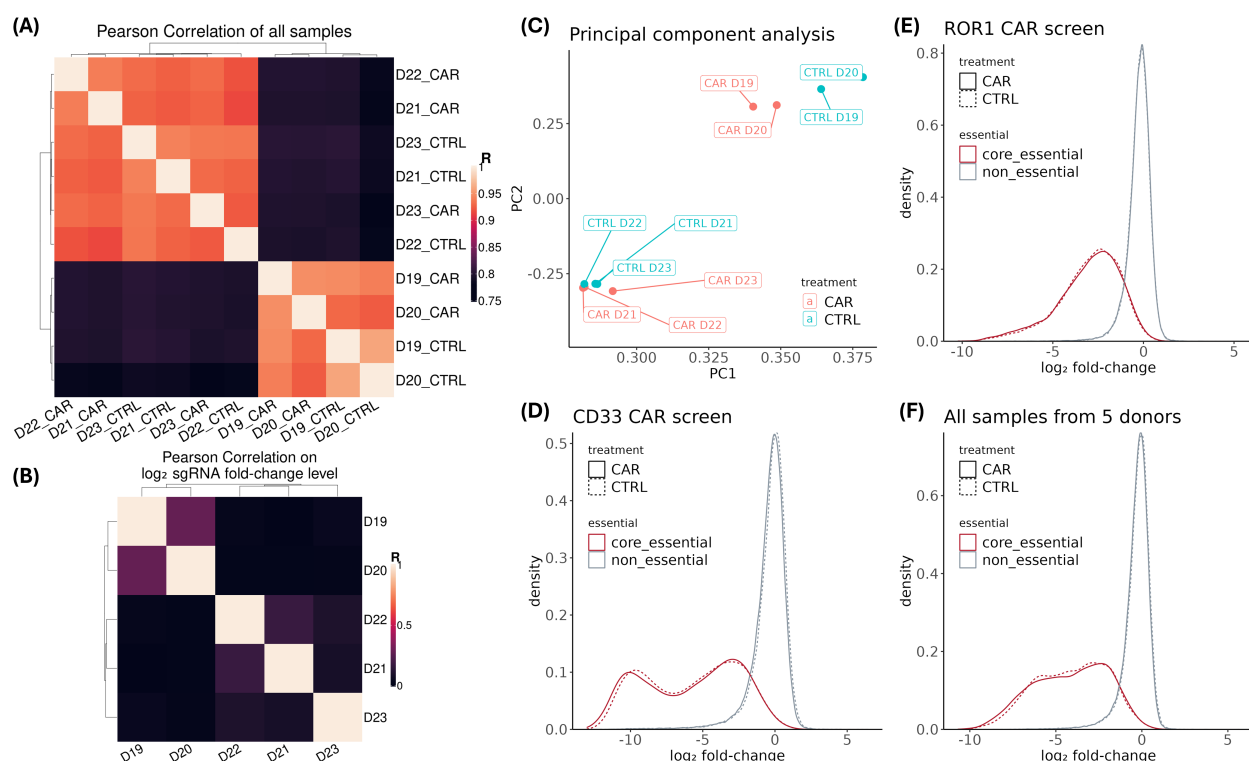 (A)
Pearson Correlation of all samples
D22_CAR
D21_CAR
D23_CTRL
D21_CTRL
D23_CAR
D22_CTRL
D19_CAR
D20_CAR
D19_CTRL
D20_CTRL
R
1
0.95
0.9
0.85
0.8
0.75
D22_CAR
D21_CAR
D23_CTRL
D21_CTRL
D23_CAR
D22_CTRL
D19_CAR
D20_CAR
D19_CTRL
D20_CTRL
(B)
Pearson Correlation on
log₂ sgRNA fold-change level
D19
D20
D22
D21
D23
R
1
0.5
0
D19
D20
D22
D21
D23
(C)
Principal component analysis
PC2
0.25
0.00
-0.25
CAR D19
CTRL D20
CAR D20
CTRL D19
CTRL D22
CTRL D21
CTRL D23
CAR D23
CAR D21
CAR D22
treatment
a CAR
a CTRL
0.300
0.325
0.350
0.375
PC1
(D)
CD33 CAR screen
treatment
CAR
CTRL
essential
core_essential
non_essential
density
0.5
0.4
0.3
0.2
0.1
0.0
-10
-5
0
5
log₂ fold-change
(E)
ROR1 CAR screen
treatment
CAR
CTRL
essential
core_essential
non_essential
density
0.8
0.6
0.4
0.2
0.0
-10
-5
0
5
log₂ fold-change
(F)
All samples from 5 donors
treatment
CAR
CTRL
essential
core_essential
non_essential
density
0.6
0.4
0.2
0.0
-10
-5
0
5
log₂ fold-change